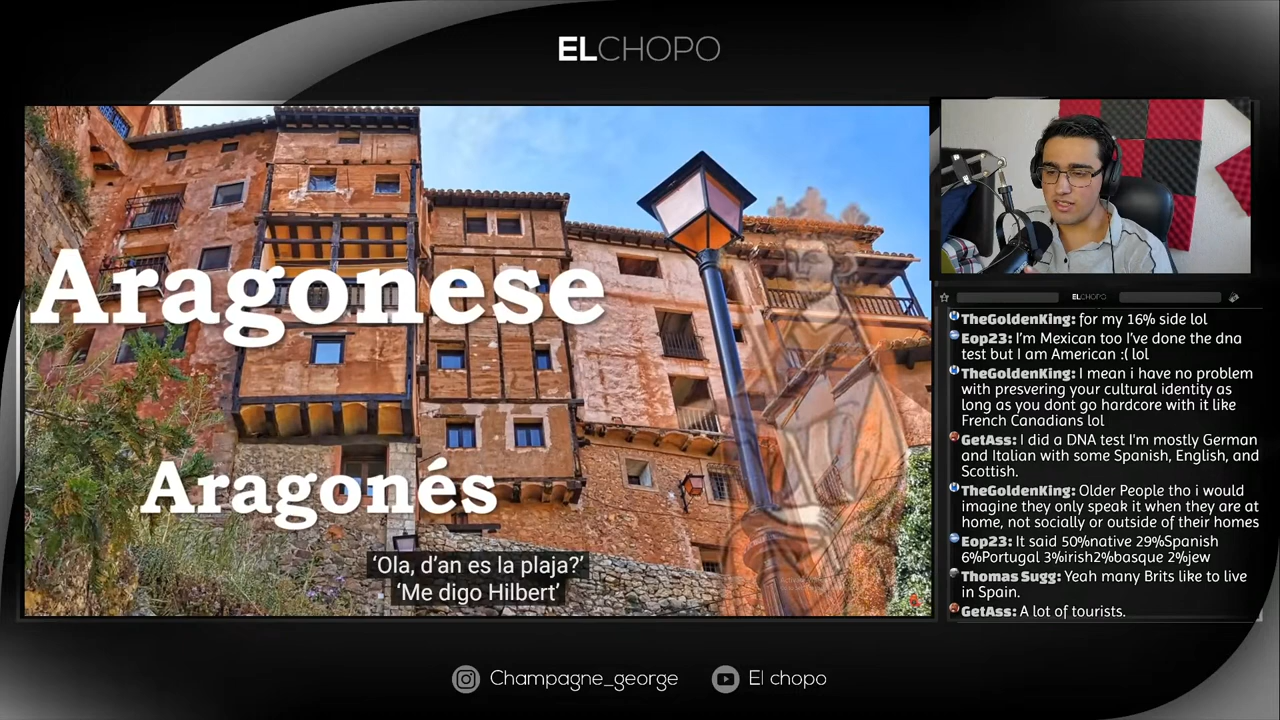 ELCHOPO
Aragonese
Aragonés
‘Ola, d’an es la plaja?’
‘Me digo Hilbert’
ELCHOPO
TheGoldenKing: for my 16% side lol
Eop23: I’m Mexican too I’ve done the dna
test but I am American :( lol
TheGoldenKing: I mean i have no problem
with presvering your cultural identity as
long as you dont go hardcore with it like
French Canadians lol
GetAss: I did a DNA test I'm mostly German
and Italian with some Spanish, English, and
Scottish.
TheGoldenKing: Older People tho i would
imagine they only speak it when they are at
home, not socially or outside of their homes
Eop23: It said 50%native 29%Spanish
6%Portugal 3%irish2%basque 2%jew
Thomas Sugg: Yeah many Brits like to live
in Spain.
GetAss: A lot of tourists.
Champagne_george
El chopo